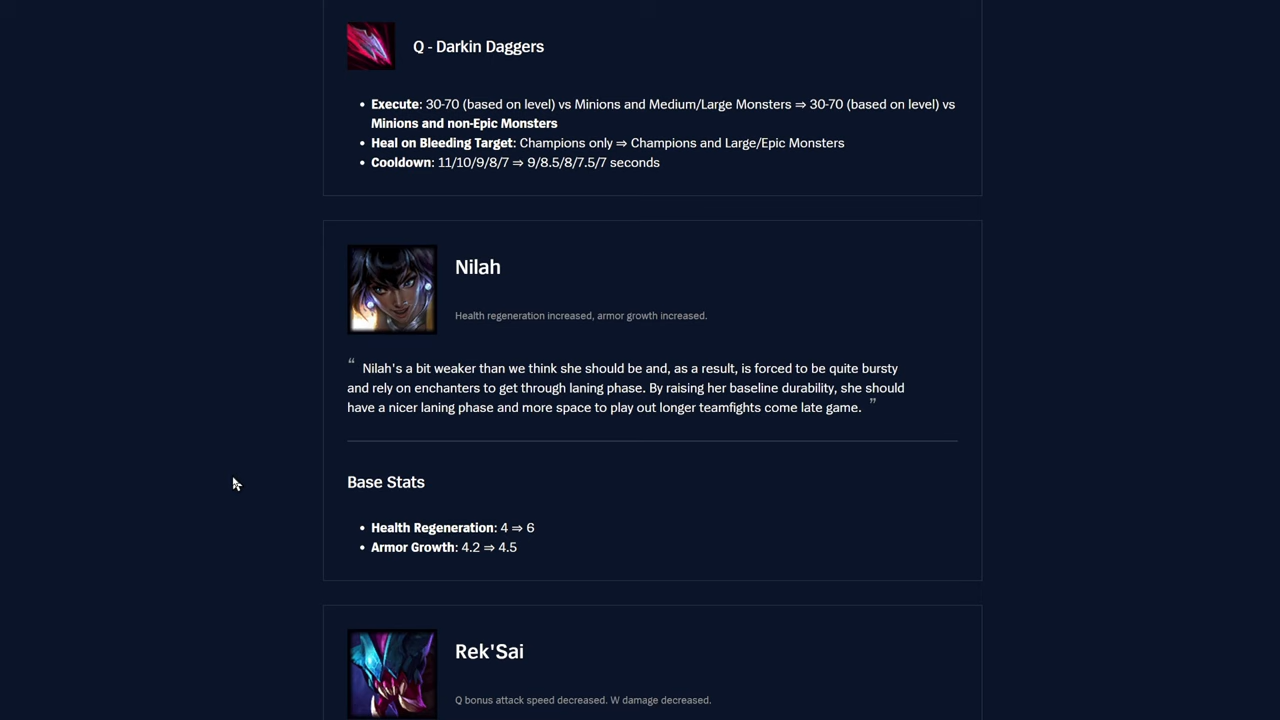 Q - Darkin Daggers
• Execute: 30-70 (based on level) vs Minions and Medium/Large Monsters ⇒ 30-70 (based on level) vs
Minions and non-Epic Monsters
• Heal on Bleeding Target: Champions only ⇒ Champions and Large/Epic Monsters
• Cooldown: 11/10/9/8/7 ⇒ 9/8.5/8/7.5/7 seconds
Nilah
Health regeneration increased, armor growth increased.
“ Nilah's a bit weaker than we think she should be and, as a result, is forced to be quite bursty
and rely on enchanters to get through laning phase. By raising her baseline durability, she should
have a nicer laning phase and more space to play out longer teamfights come late game. ”
Base Stats
• Health Regeneration: 4 ⇒ 6
• Armor Growth: 4.2 ⇒ 4.5
Rek'Sai
Q bonus attack speed decreased. W damage decreased.